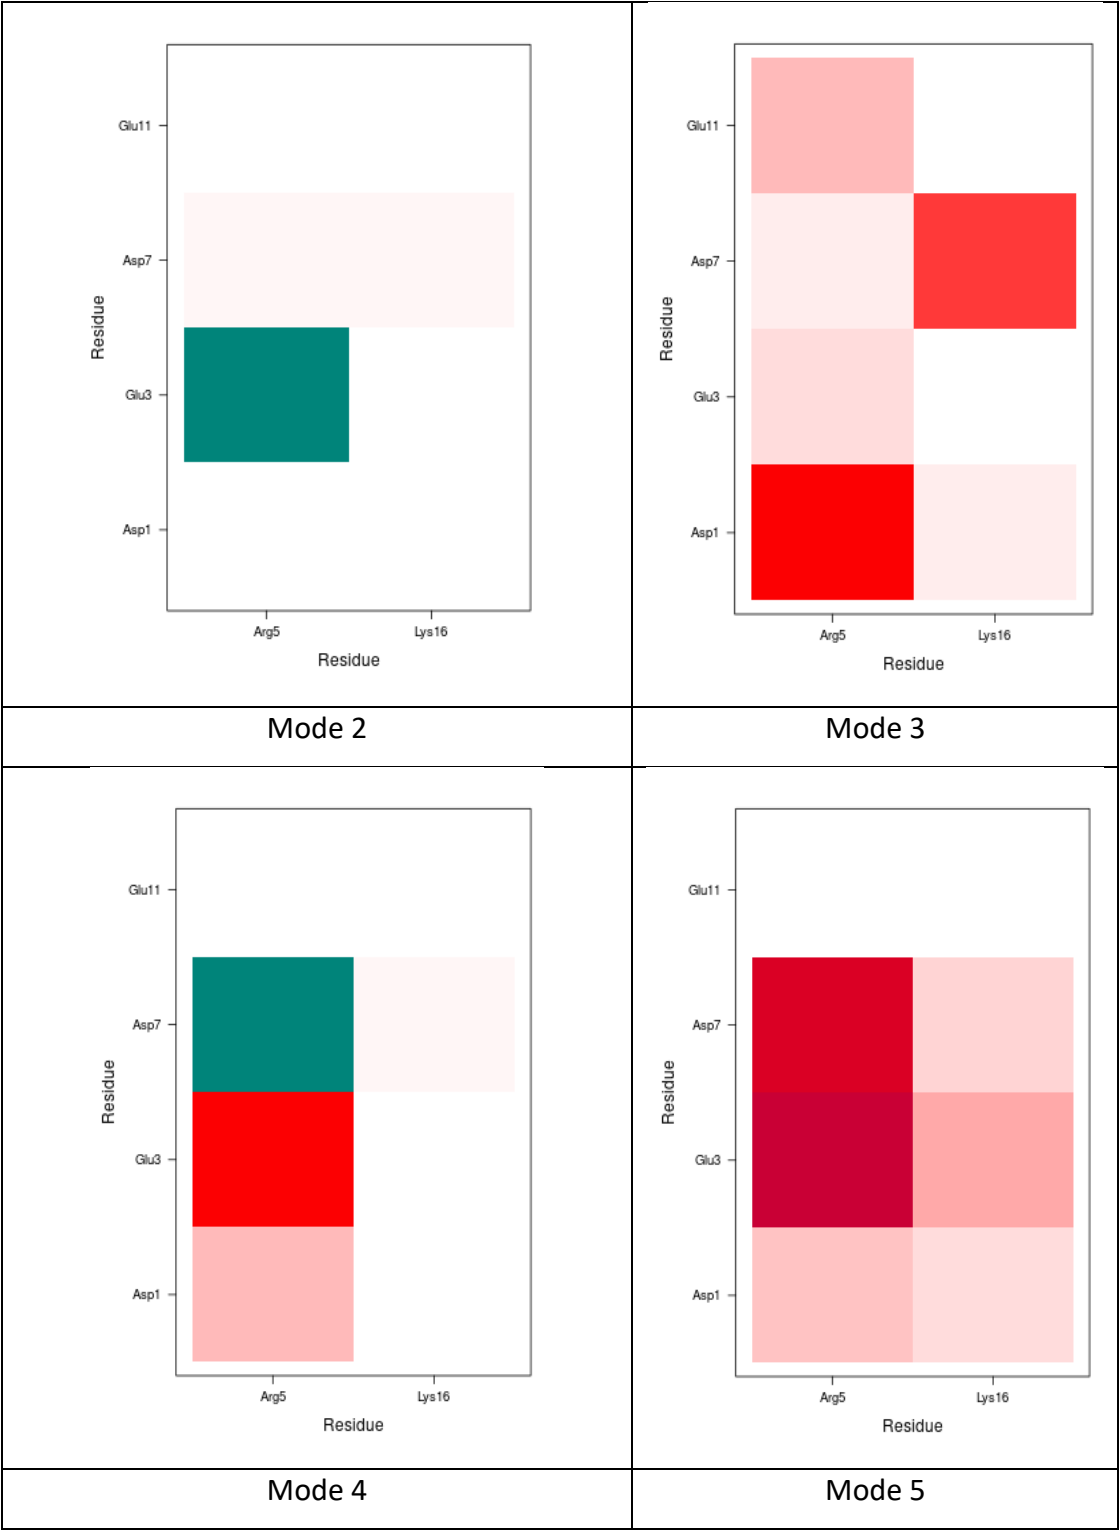 Glu11
Asp7
Glu3
Asp1
Residue
Arg5 Lys16
Residue
Mode 2
Glu11
Asp7
Glu3
Asp1
Residue
Arg5 Lys16
Residue
Mode 3
Glu11
Asp7
Glu3
Asp1
Residue
Arg5 Lys16
Residue
Mode 4
Glu11
Asp7
Glu3
Asp1
Residue
Arg5 Lys16
Residue
Mode 5